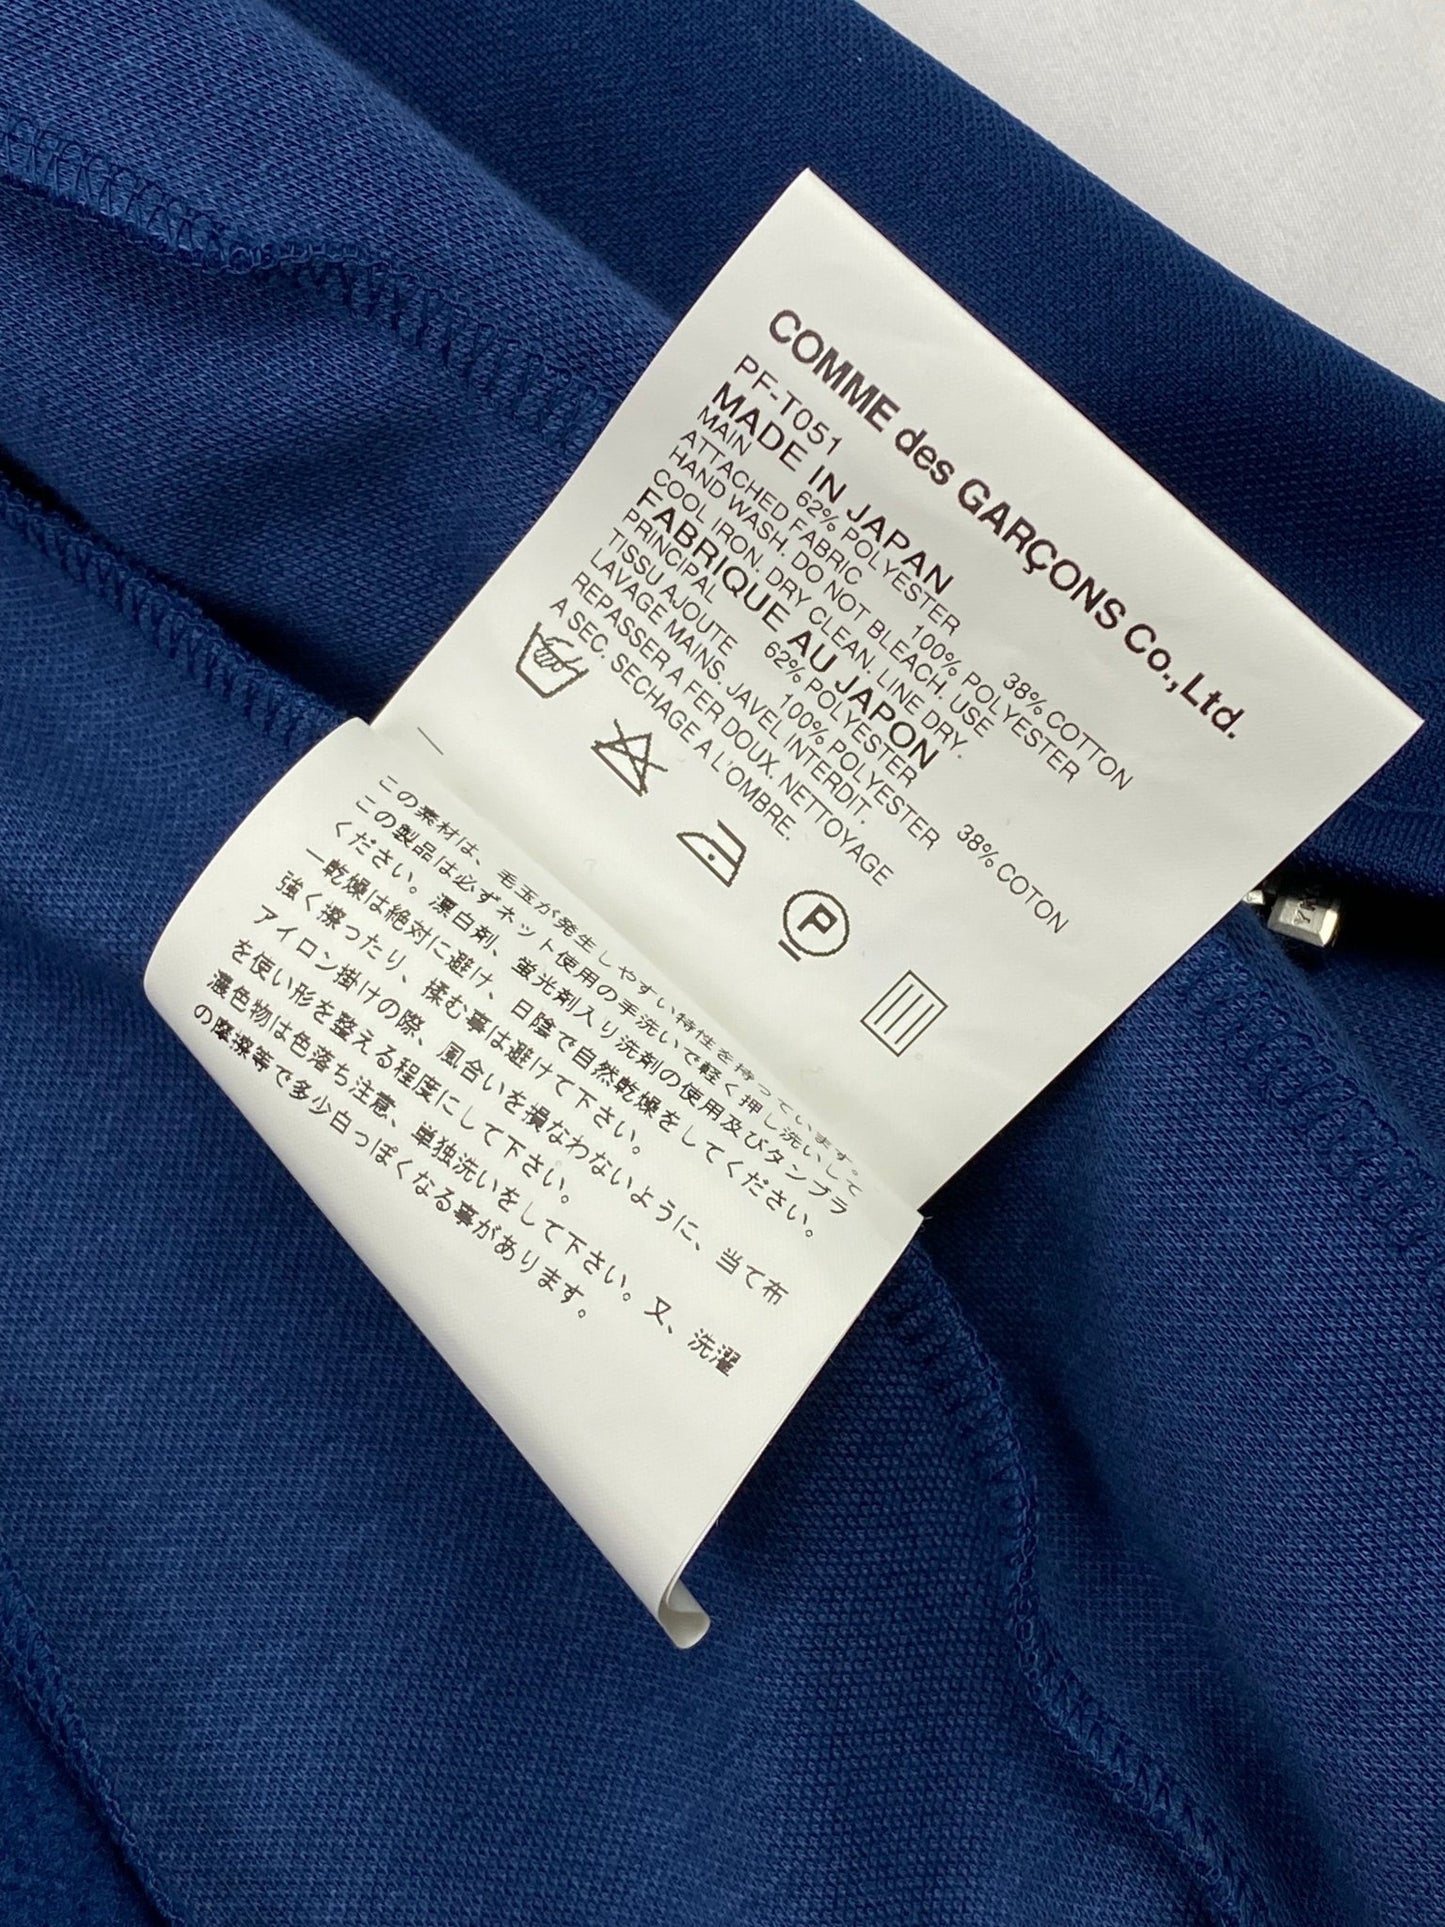 COMME des GARÇONS Co., Ltd.
PF-T051
MADE IN JAPAN
MAIN 62% POLYESTER 38% COTTON
ATTACHED FABRIC 100% POLYESTER
HAND WASH. DO NOT BLEACH. USE
COOL IRON. DRY CLEAN. LINE DRY.
FABRIQUE AU JAPON
PRINCIPAL 62% POLYESTER 38% COTON
TISSU AJOUTE 100% POLYESTER
LAVAGE MAINS. JAVEL INTERDIT.
REPASSER A FER DOUX. NETTOYAGE
A SEC. SECHAGE A L'OMBRE.
P
この素材は、毛玉が発生しやすい特性を持っています。
この製品は必ずネット使用の手洗いで軽く押し洗いして
ください。漂白剤、蛍光剤入り洗剤の使用及びタンブラ
ー乾燥は絶対に避け、日陰で自然乾燥をしてください。
強く擦ったり、揉む事は避けて下さい。
アイロン掛けの際、風合いを損なわないように、当て布
を使い形を整える程度にして下さい。
濃色物は色落ち注意、単独洗いをして下さい。又、洗濯
の摩擦等で多少白っぽくなる事があります。